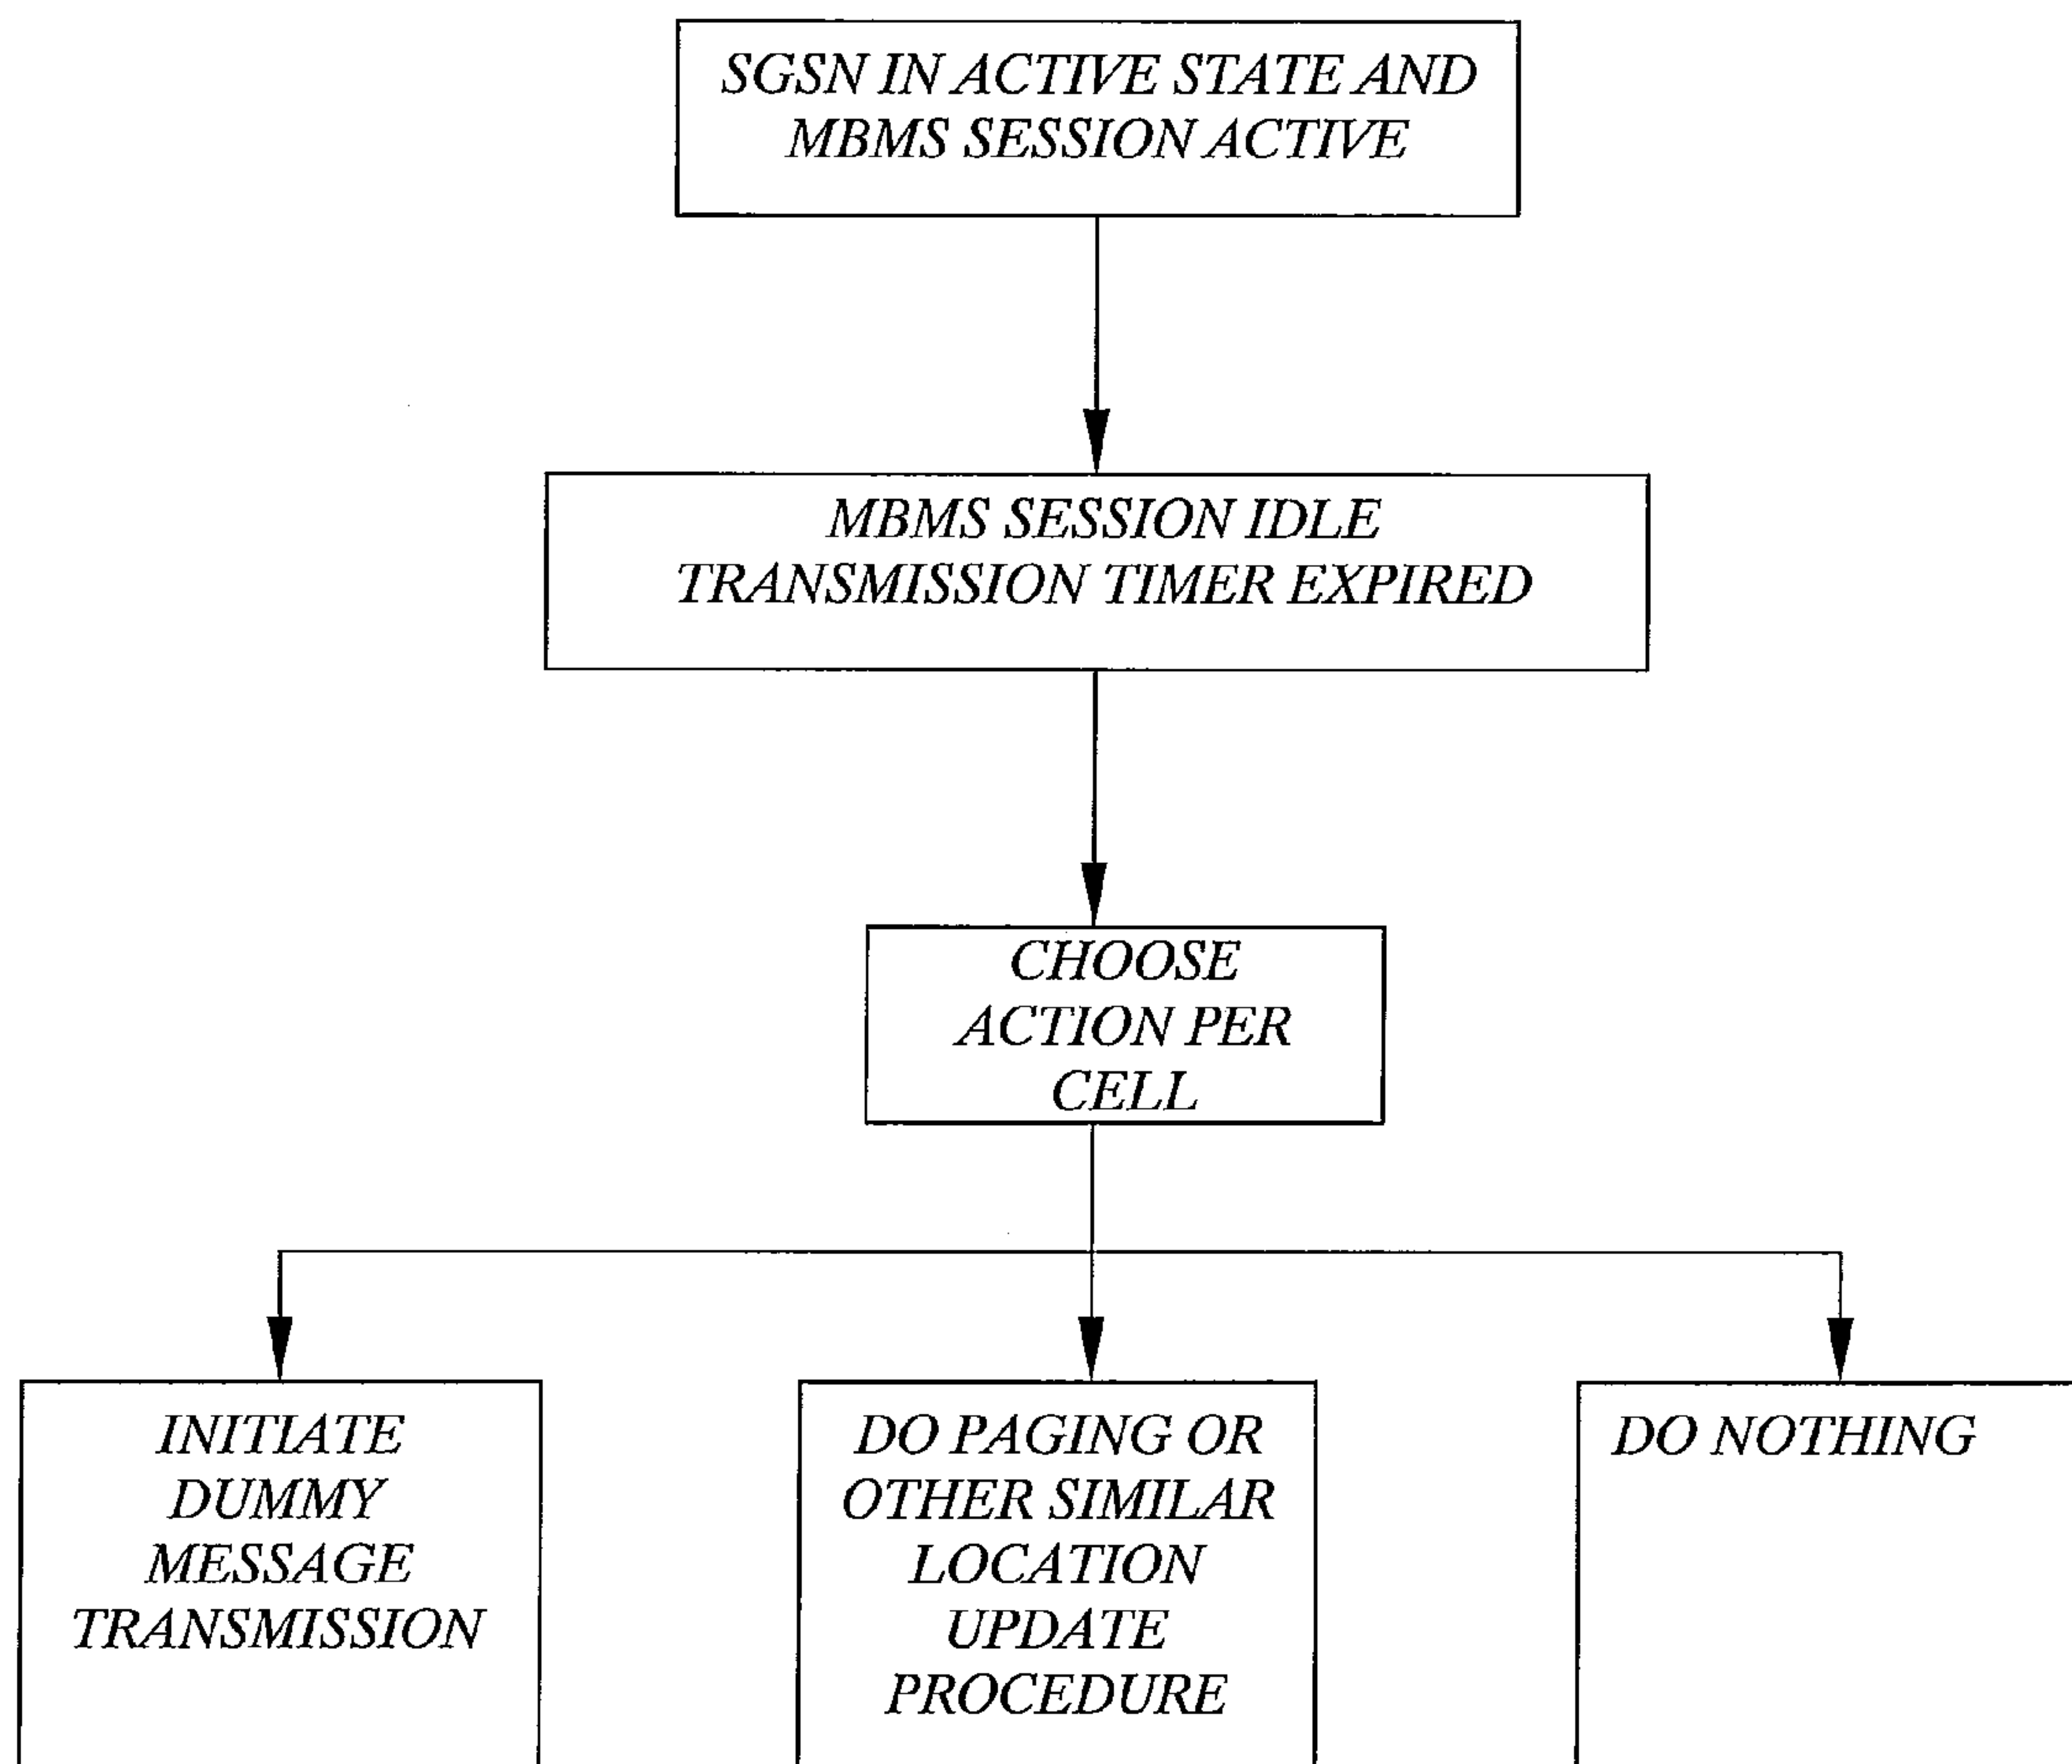 SGSN IN ACTIVE STATE AND
MBMS SESSION ACTIVE
MBMS SESSION IDLE
TRANSMISSION TIMER EXPIRED
CHOOSE
ACTION PER
CELL
INITIATE
DUMMY
MESSAGE
TRANSMISSION
DO PAGING OR
OTHER SIMILAR
LOCATION
UPDATE
PROCEDURE
DO NOTHING